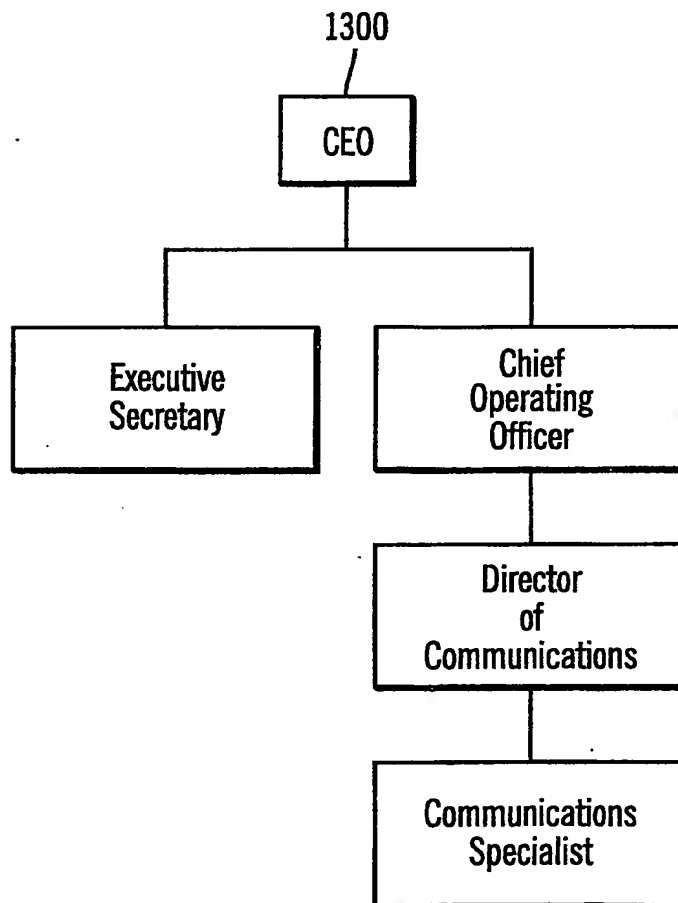 1300
CEO
Executive
Secretary
Chief
Operating
Officer
Director
of
Communications
Communications
Specialist